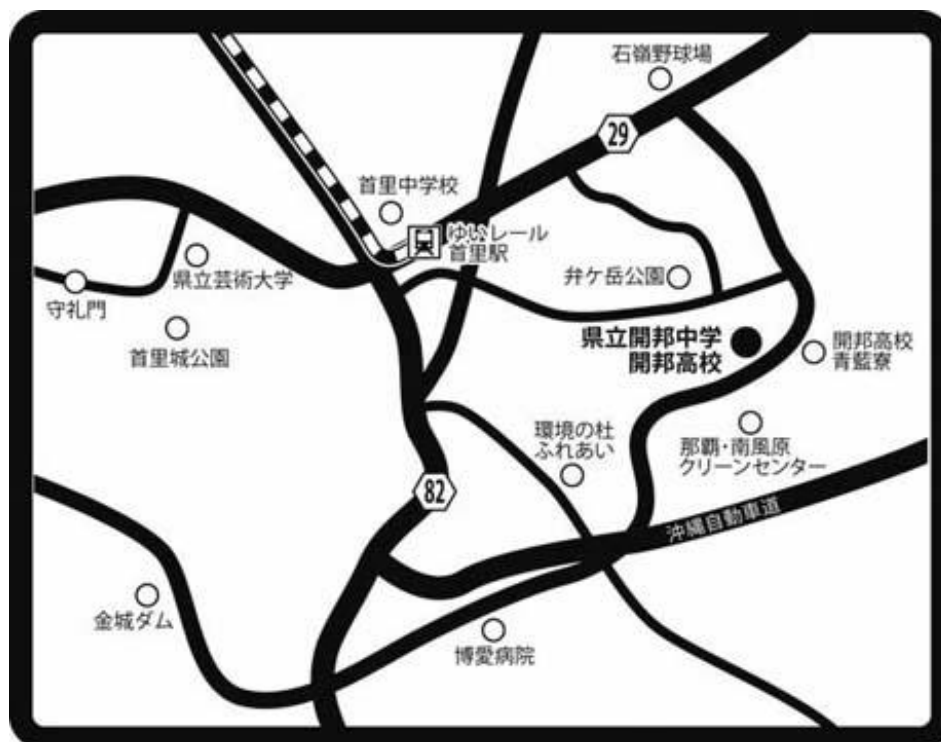 石嶺野球場
29
首里中学校
ゆいレール
首里駅
県立芸術大学
弁ケ岳公園
守礼門
首里城公園
県立開邦中学
開邦高校
開邦高校
青藍寮
環境の杜
ふれあい
那覇・南風原
クリーンセンター
82
沖縄自動車道
金城ダム
博愛病院